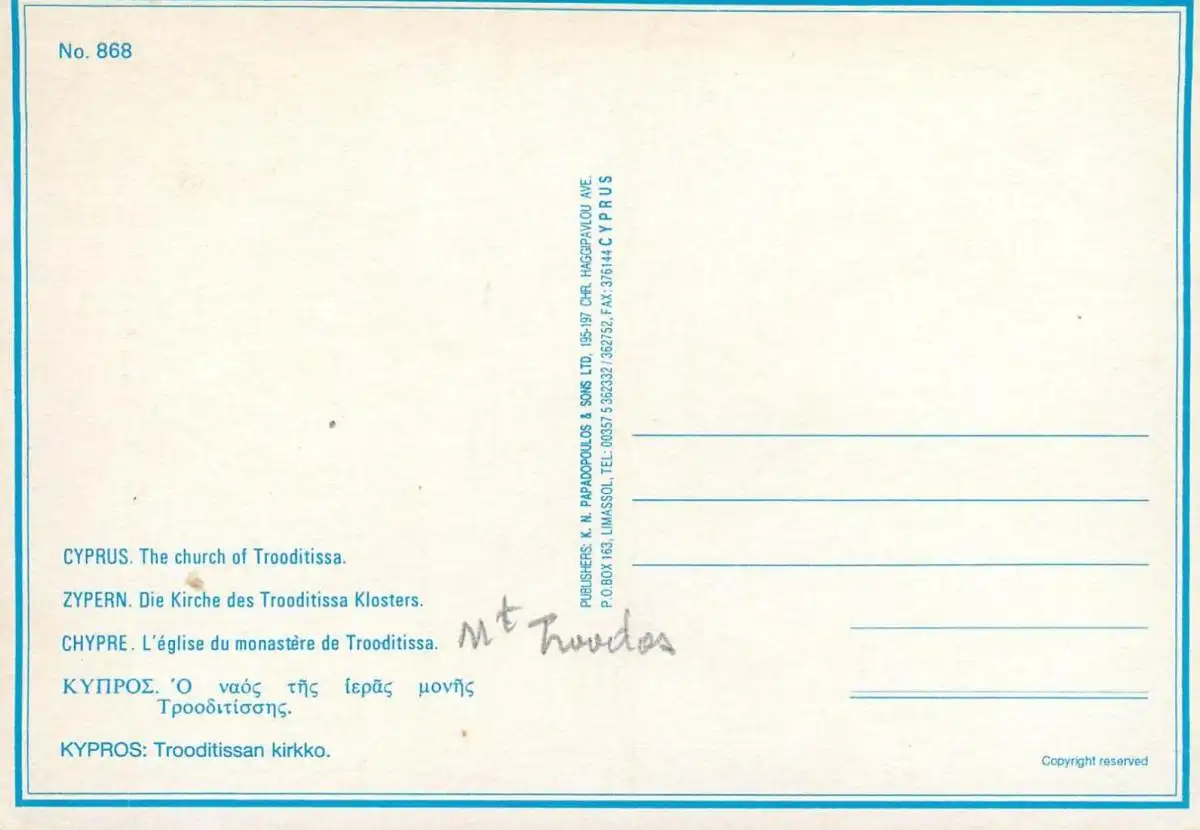 No. 868
PUBLISHERS: K. N. PAPADOPOULOS & SONS LTD, 195-197 CHR. HAGGIPAVLOU AVE.
P.O.BOX 163, LIMASSOL, TEL: 00357 5 362332 / 362752, FAX: 376144 CYPRUS
CYPRUS. The church of Trooditissa.
ZYPERN. Die Kirche des Trooditissa Klosters.
CHYPRE. L'église du monastère de Trooditissa.
Mt Troodos
ΚΥΠΡΟΣ. Ὁ ναός τῆς ἱερᾶς μονῆς
Τροοδιτίσσης.
KYPROS: Trooditissan kirkko.
Copyright reserved